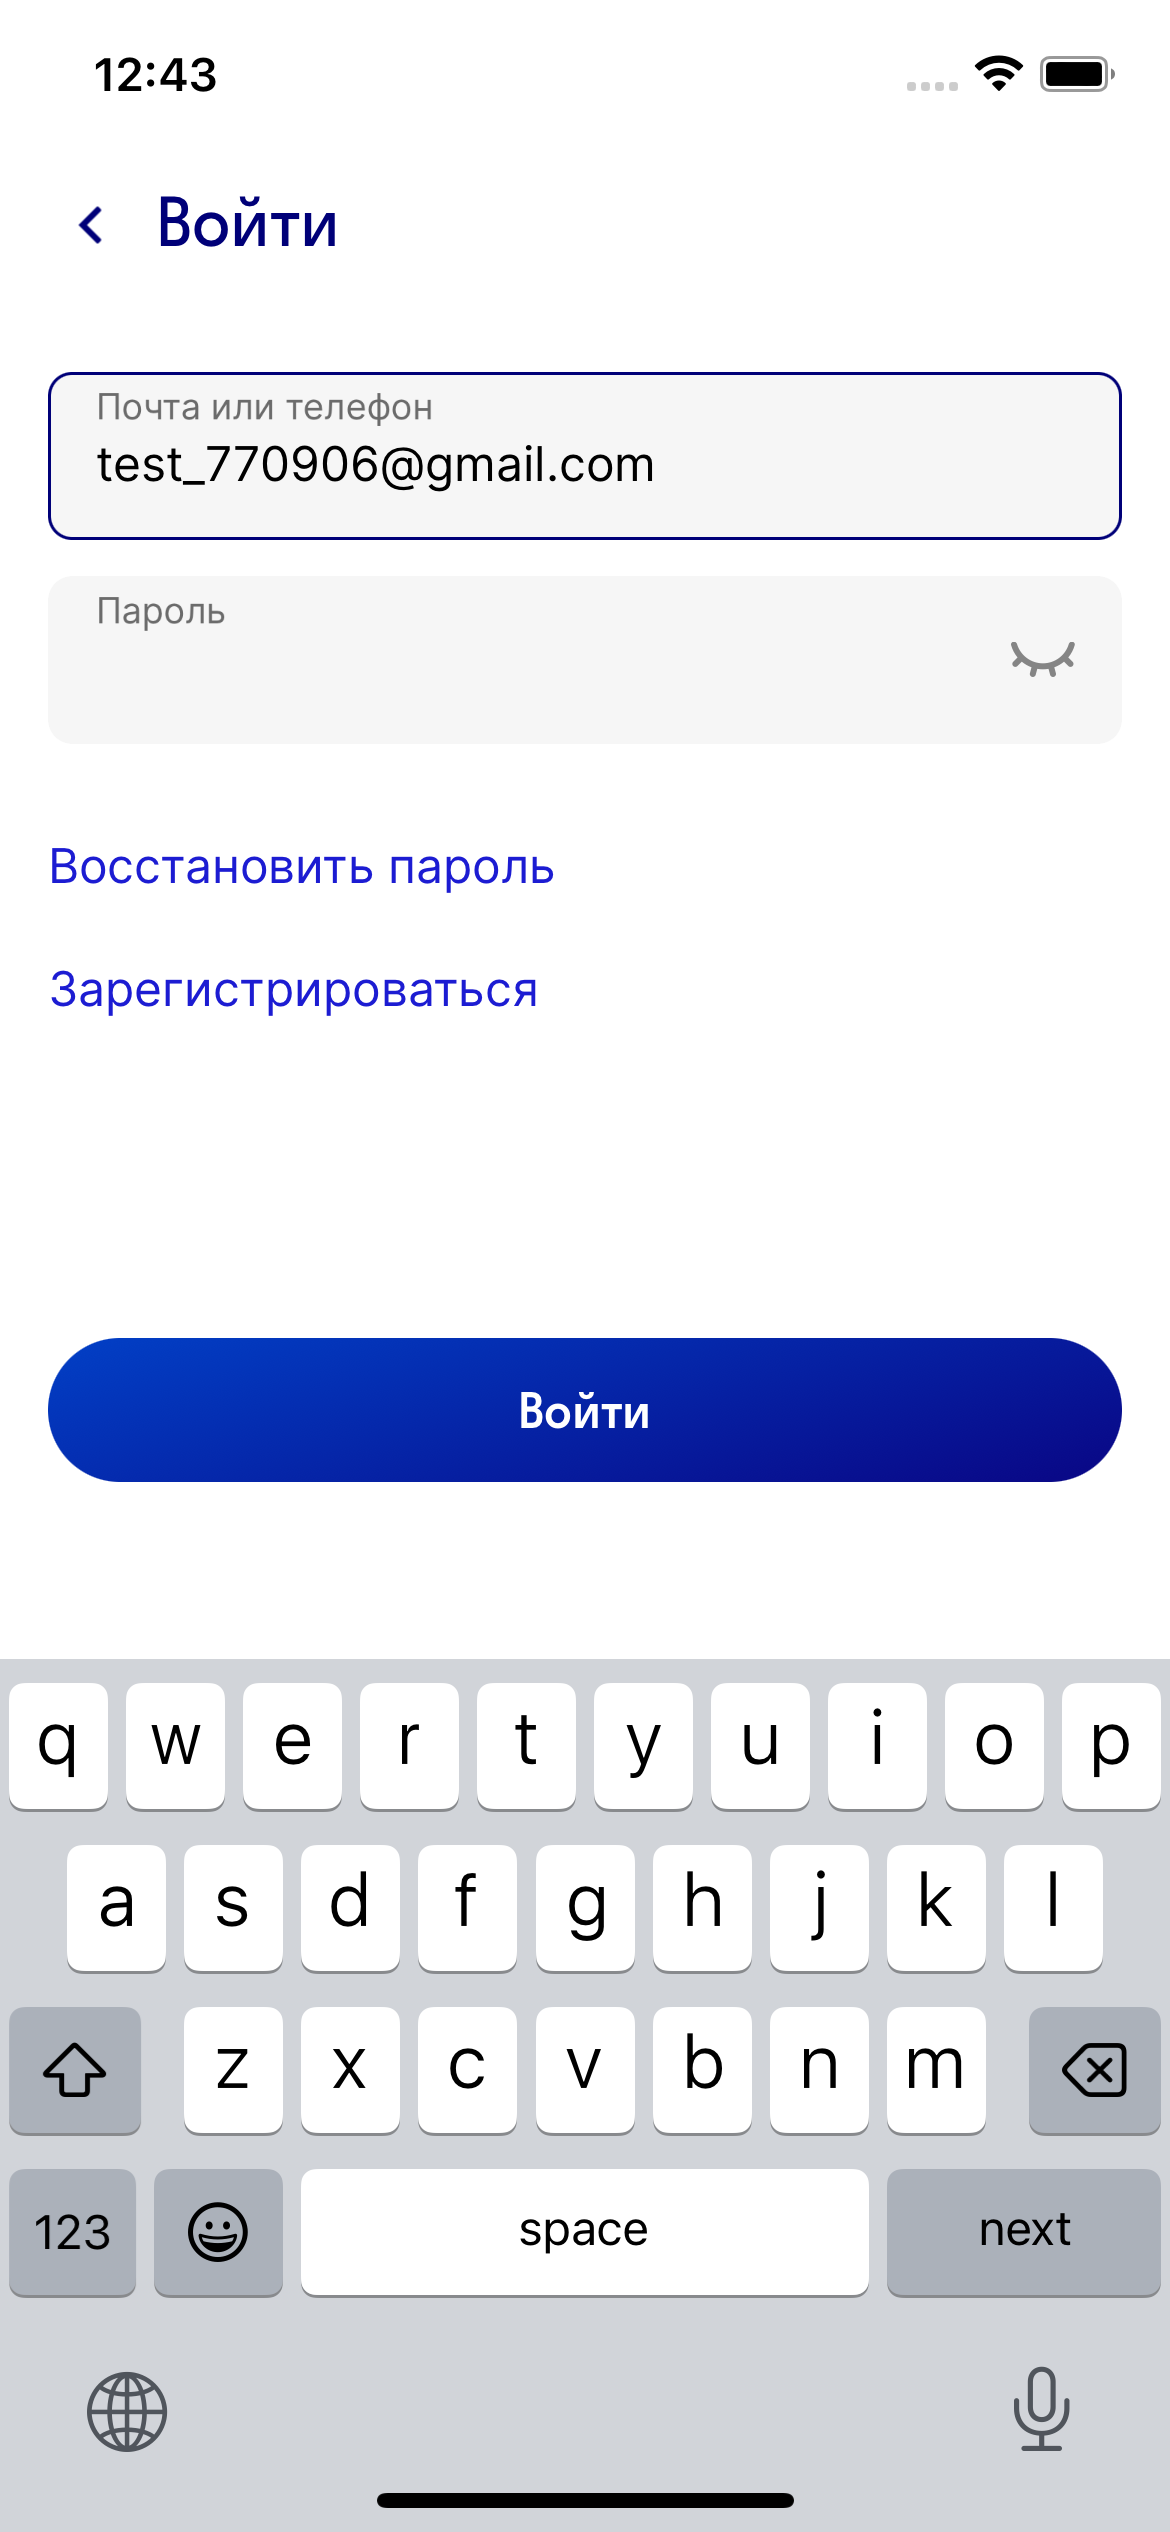 12:43
Войти
Почта или телефон
test_770906@gmail.com
Пароль
Восстановить пароль
Зарегистрироваться
Войти
q w e r t y u i o p
a s d f g h j k l
z x c v b n m
123 space next